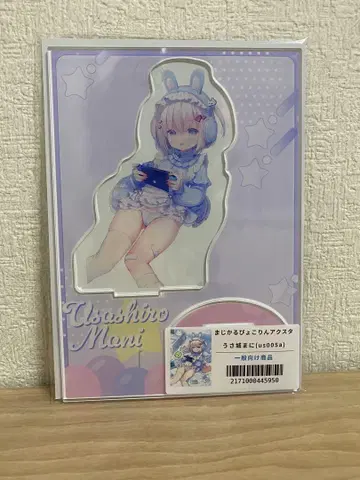 Usashiro
Mani
まじかるぴょこりんアクスタ
うさ城まに(us005a)
一般向け商品
2171000445950